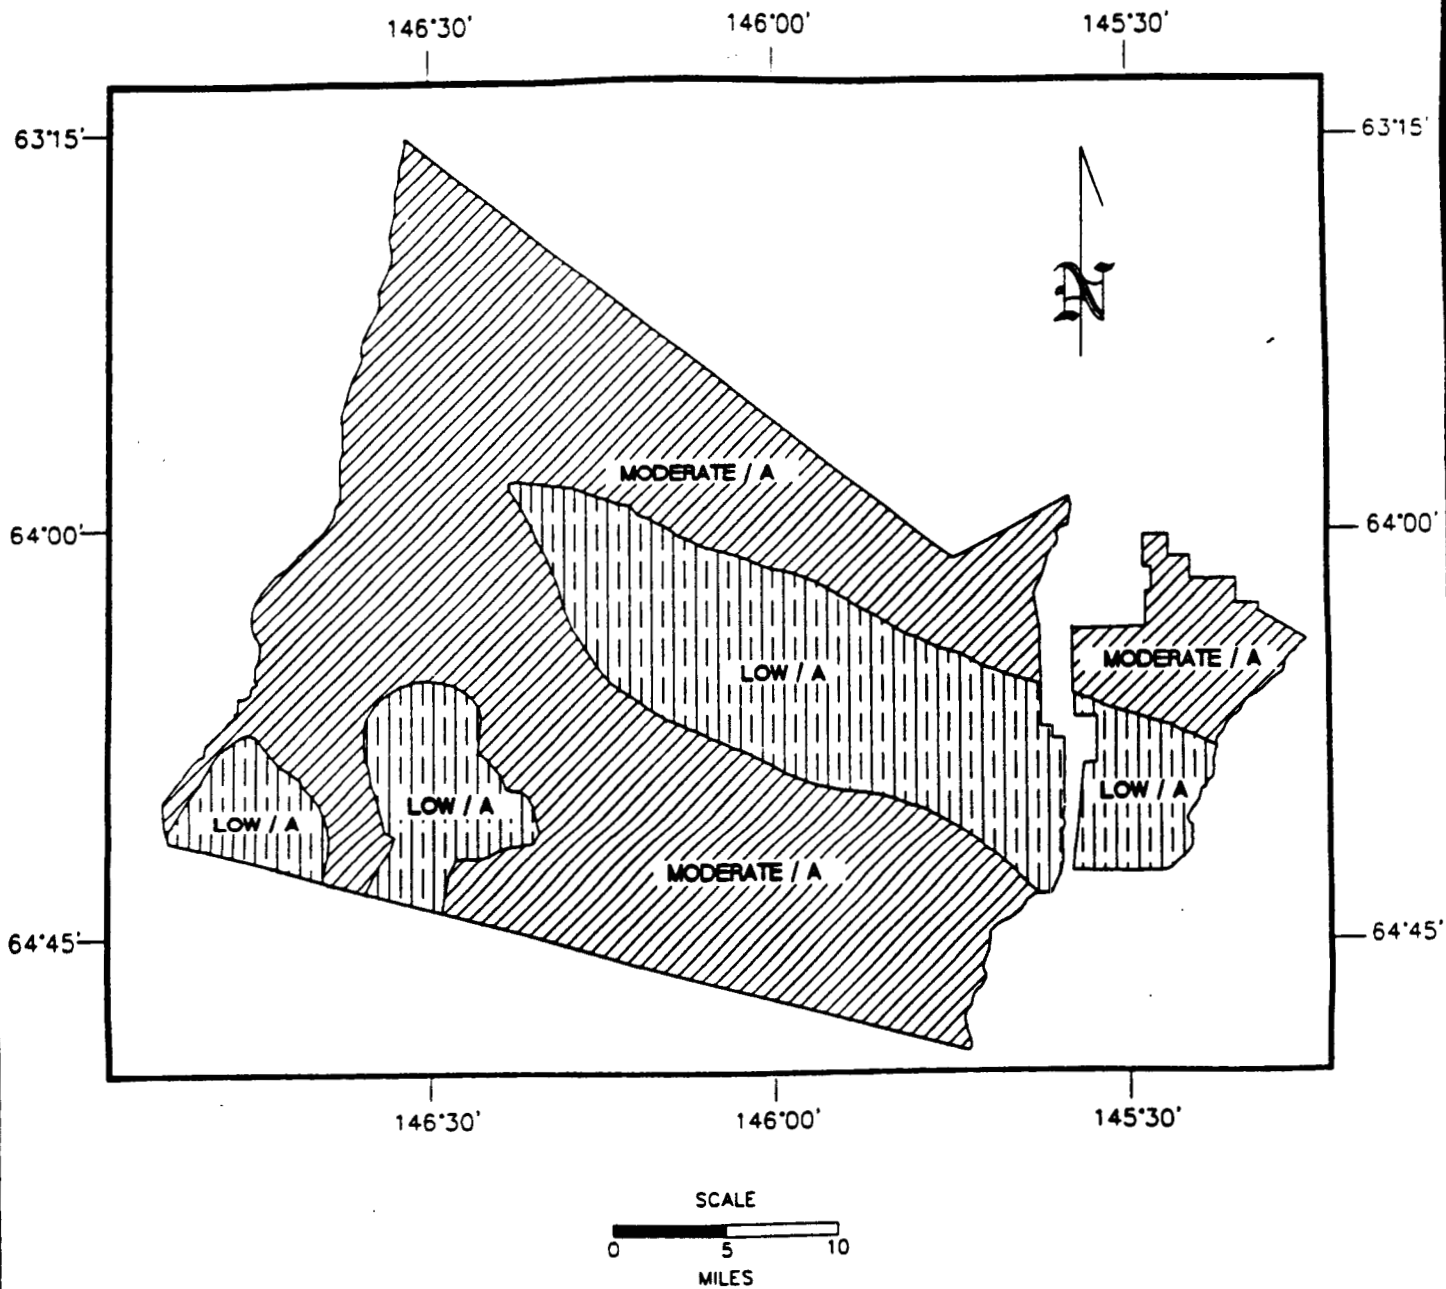 146°30' 146°00' 145°30'
63°15' 63°15'
N
MODERATE / A
64°00' 64°00'
MODERATE / A
LOW / A
LOW / A
LOW / A
LOW / A
MODERATE / A
64°45' 64°45'
146°30' 146°00' 145°30'
SCALE
0 5 10
MILES